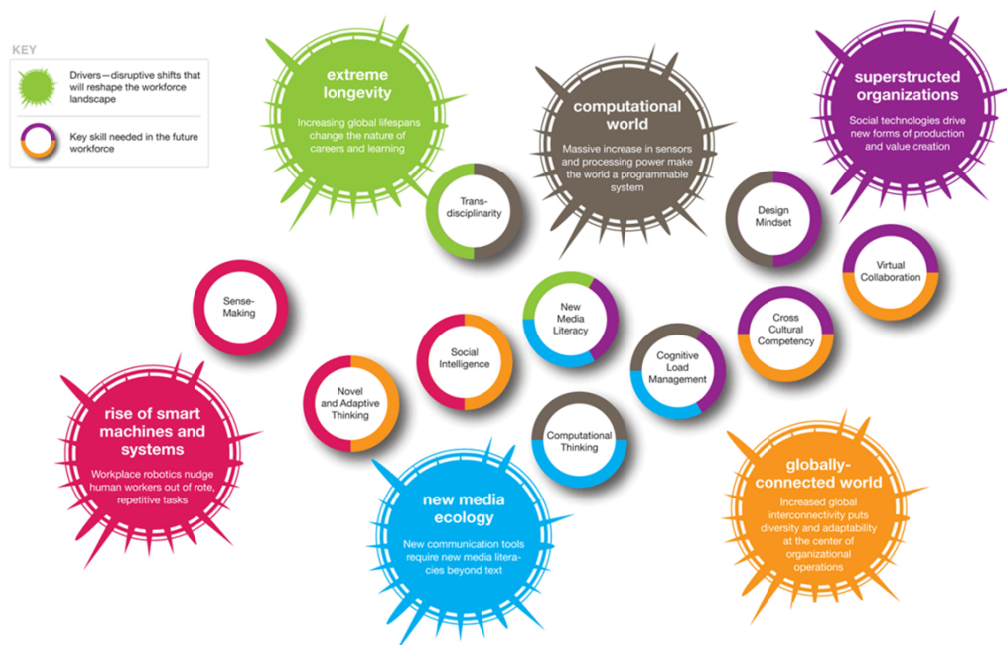 KEY
Drivers—disruptive shifts that
will reshape the workforce
landscape
Key skill needed in the future
workforce
extreme
longevity
Increasing global lifespans
change the nature of
careers and learning
computational
world
Massive increase in sensors
and processing power make
the world a programmable
system
superstructed
organizations
Social technologies drive
new forms of production
and value creation
Trans-
disciplinarity
Design
Mindset
Virtual
Collaboration
Sense-
Making
New
Media
Literacy
Cross
Cultural
Competency
Social
Intelligence
Cognitive
Load
Management
Novel
and Adaptive
Thinking
Computational
Thinking
rise of smart
machines and
systems
Workplace robotics nudge
human workers out of rote,
repetitive tasks
new media
ecology
New communication tools
require new media litera-
cies beyond text
globally-
connected world
Increased global
interconnectivity puts
diversity and adaptability
at the center of
organizational
operations